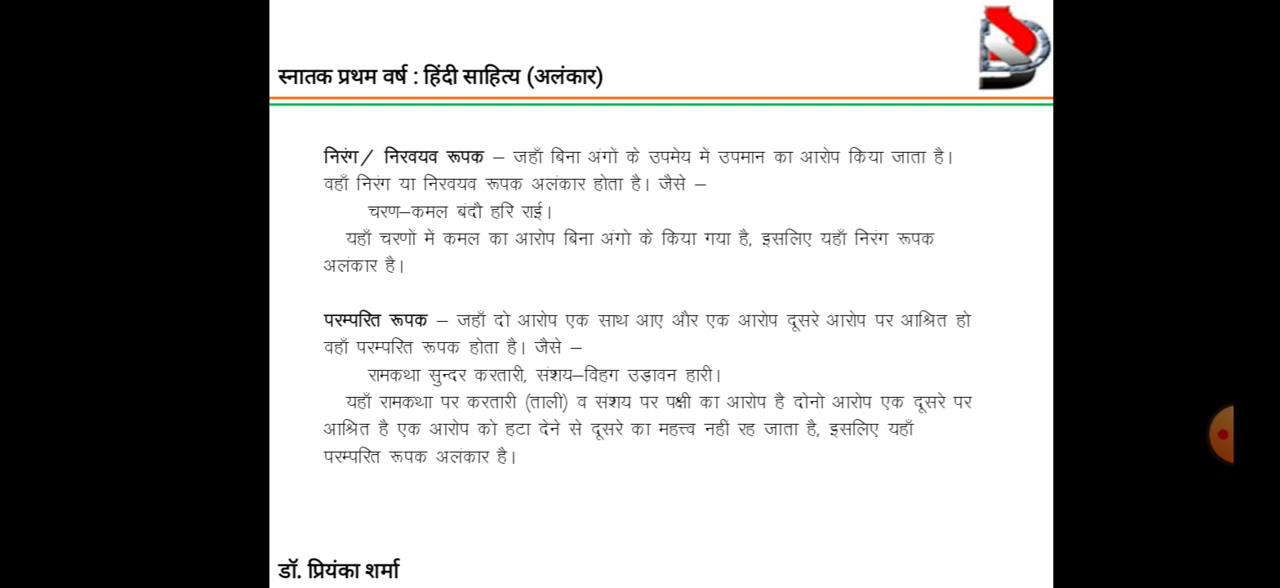 स्नातक प्रथम वर्ष : हिंदी साहित्य (अलंकार)
निरंग / निरवयव रूपक – जहाँ बिना अंगों के उपमेय में उपमान का आरोप किया जाता है।
वहाँ निरंग या निरवयव रूपक अलंकार होता है। जैसे –
चरण–कमल बंदौ हरि राई।
यहाँ चरणों में कमल का आरोप बिना अंगो के किया गया है, इसलिए यहाँ निरंग रूपक
अलंकार है।
परम्परित रूपक – जहाँ दो आरोप एक साथ आए और एक आरोप दूसरे आरोप पर आश्रित हो
वहाँ परम्परित रूपक होता है। जैसे –
रामकथा सुन्दर करतारी, संशय–विहग उड़ावन हारी।
यहाँ रामकथा पर करतारी (ताली) व संशय पर पक्षी का आरोप है दोनो आरोप एक दूसरे पर
आश्रित है एक आरोप को हटा देने से दूसरे का महत्त्व नहीं रह जाता है, इसलिए यहाँ
परम्परित रूपक अलंकार है।
डॉ. प्रियंका शर्मा